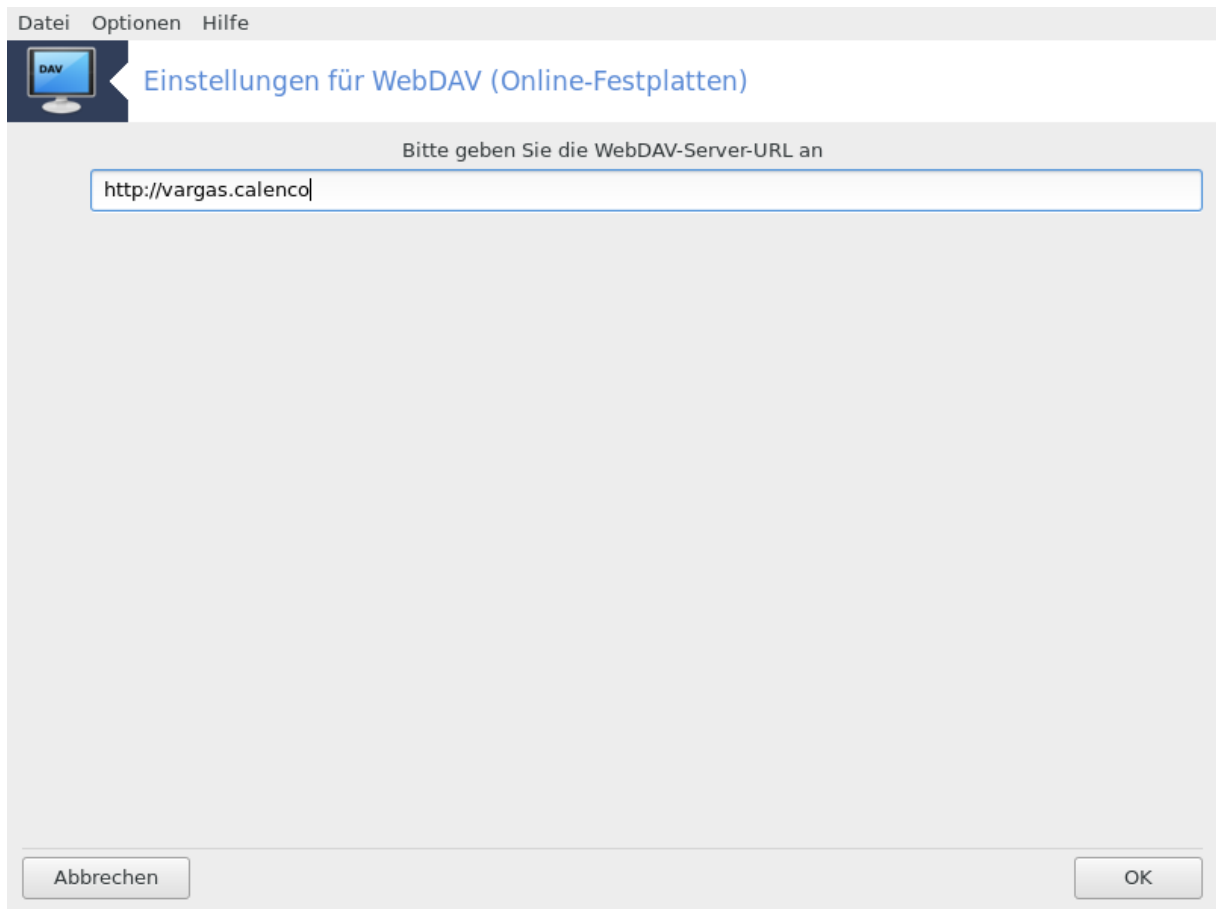 Datei Optionen Hilfe
DAV
Einstellungen für WebDAV (Online-Festplatten)
Bitte geben Sie die WebDAV-Server-URL an
http://vargas.calenco
Abbrechen OK